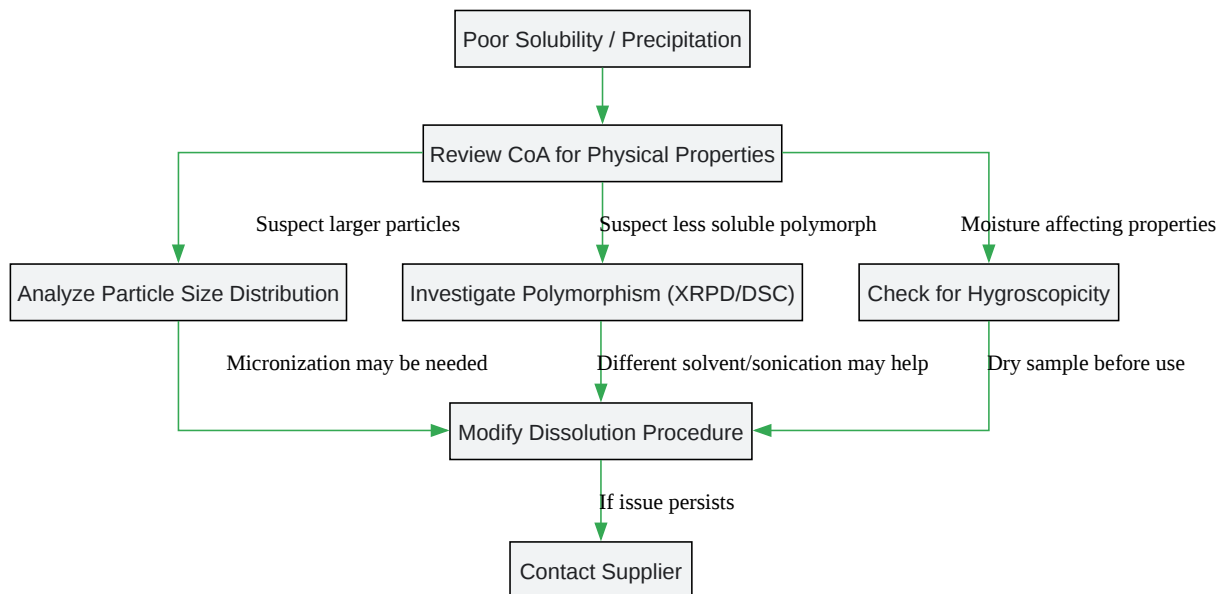 Poor Solubility / Precipitation
Review CoA for Physical Properties
Suspect larger particles
Suspect less soluble polymorph
Moisture affecting properties
Analyze Particle Size Distribution
Investigate Polymorphism (XRPD/DSC)
Check for Hygroscopicity
Micronization may be needed
Different solvent/sonication may help
Dry sample before use
Modify Dissolution Procedure
If issue persists
Contact Supplier